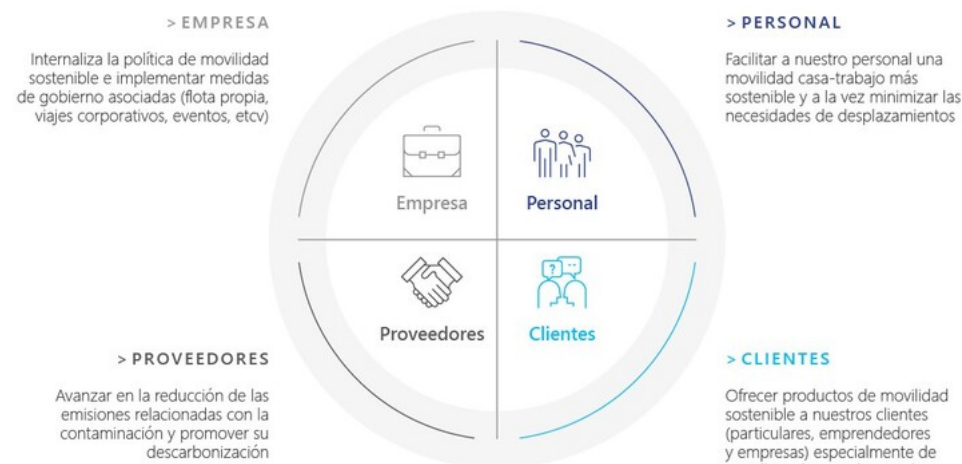 > EMPRESA
Internaliza la política de movilidad
sostenible e implementar medidas
de gobierno asociadas (flota propia,
viajes corporativos, eventos, etcv)
> PERSONAL
Facilitar a nuestro personal una
movilidad casa-trabajo más
sostenible y a la vez minimizar las
necesidades de desplazamientos
Empresa
Personal
?
Proveedores
Clientes
> PROVEEDORES
Avanzar en la reducción de las
emisiones relacionadas con la
contaminación y promover su
descarbonización
> CLIENTES
Ofrecer productos de movilidad
sostenible a nuestros clientes
(particulares, emprendedores
y empresas) especialmente de